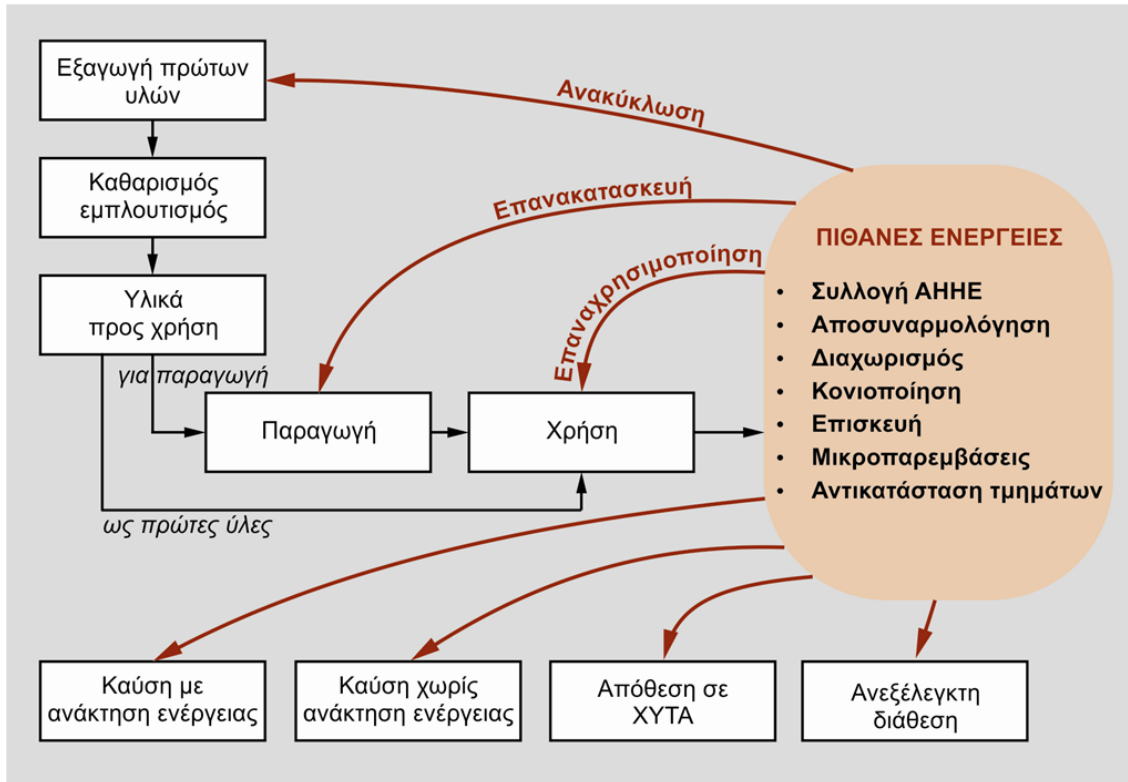 Εξαγωγή πρώτων
υλών
Ανακύκλωση
Καθαρισμός
εμπλουτισμός
Επανακατασκευή
ΠΙΘΑΝΕΣ ΕΝΕΡΓΕΙΕΣ
Επαναχρησιμοποίηση
Υλικά
προς χρήση
• Συλλογή ΑΗΗΕ
• Αποσυναρμολόγηση
• Διαχωρισμός
• Κονιοποίηση
• Επισκευή
• Μικροπαρεμβάσεις
• Αντικατάσταση τμημάτων
για παραγωγή
Παραγωγή
Χρήση
ως πρώτες ύλες
Καύση με
ανάκτηση ενέργειας
Καύση χωρίς
ανάκτηση ενέργειας
Απόθεση σε
ΧΥΤΑ
Ανεξέλεγκτη
διάθεση